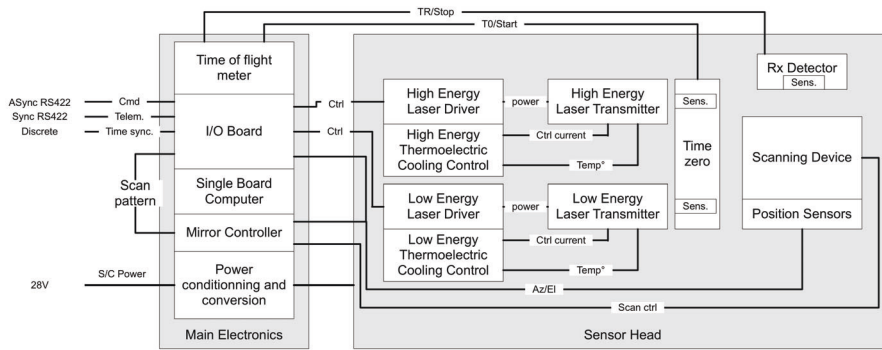 TR/Stop
T0/Start
Time of flight
meter
Rx Detector
Sens.
ASync RS422
Cmd
Sync RS422
Telem.
Discrete
Time sync.
I/O Board
Ctrl
Ctrl
High Energy
Laser Driver
power
High Energy
Laser Transmitter
Sens.
High Energy
Thermoelectric
Cooling Control
Ctrl current
Temp°
Time
zero
Scanning Device
Scan
pattern
Single Board
Computer
Low Energy
Laser Driver
power
Low Energy
Laser Transmitter
Sens.
Position Sensors
Mirror Controller
Low Energy
Thermoelectric
Cooling Control
Ctrl current
Temp°
28V
S/C Power
Power
conditionning and
conversion
Az/El
Scan ctrl
Main Electronics
Sensor Head